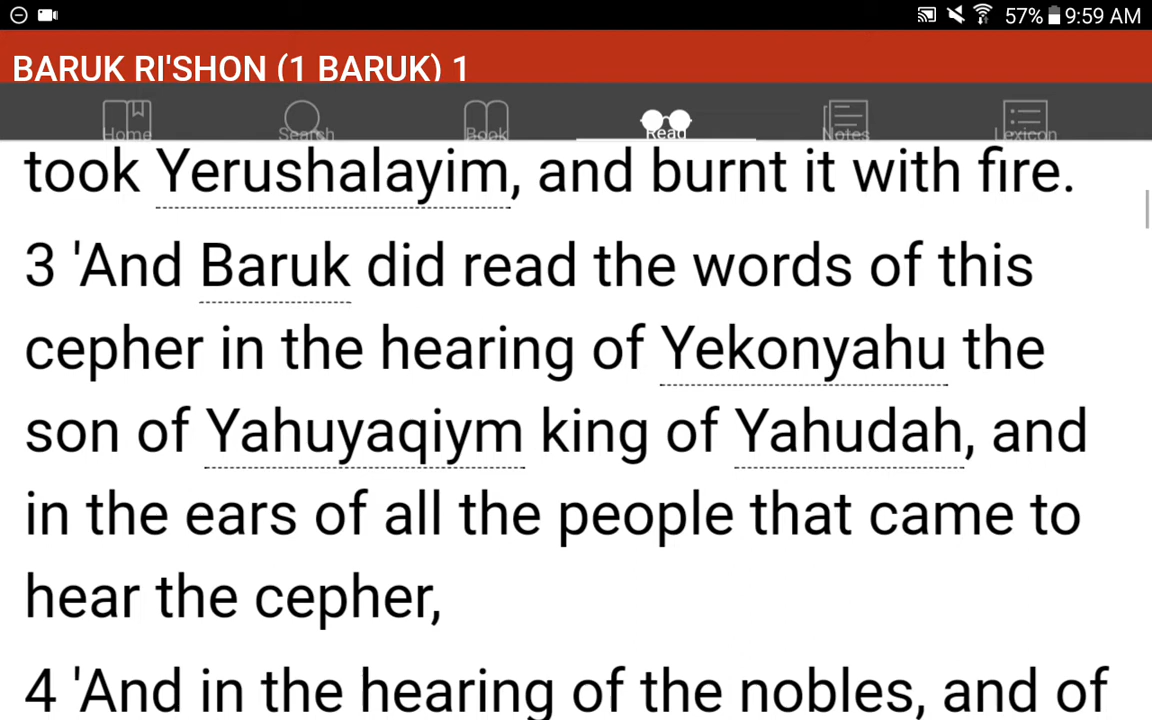 57% 9:59 AM
BARUK RI'SHON (1 BARUK) 1
Home Search Book Read Notes Lexicon
took Yerushalayim, and burnt it with fire.
3 'And Baruk did read the words of this
cepher in the hearing of Yekonyahu the
son of Yahuyaqiym king of Yahudah, and
in the ears of all the people that came to
hear the cepher,
4 'And in the hearing of the nobles, and of